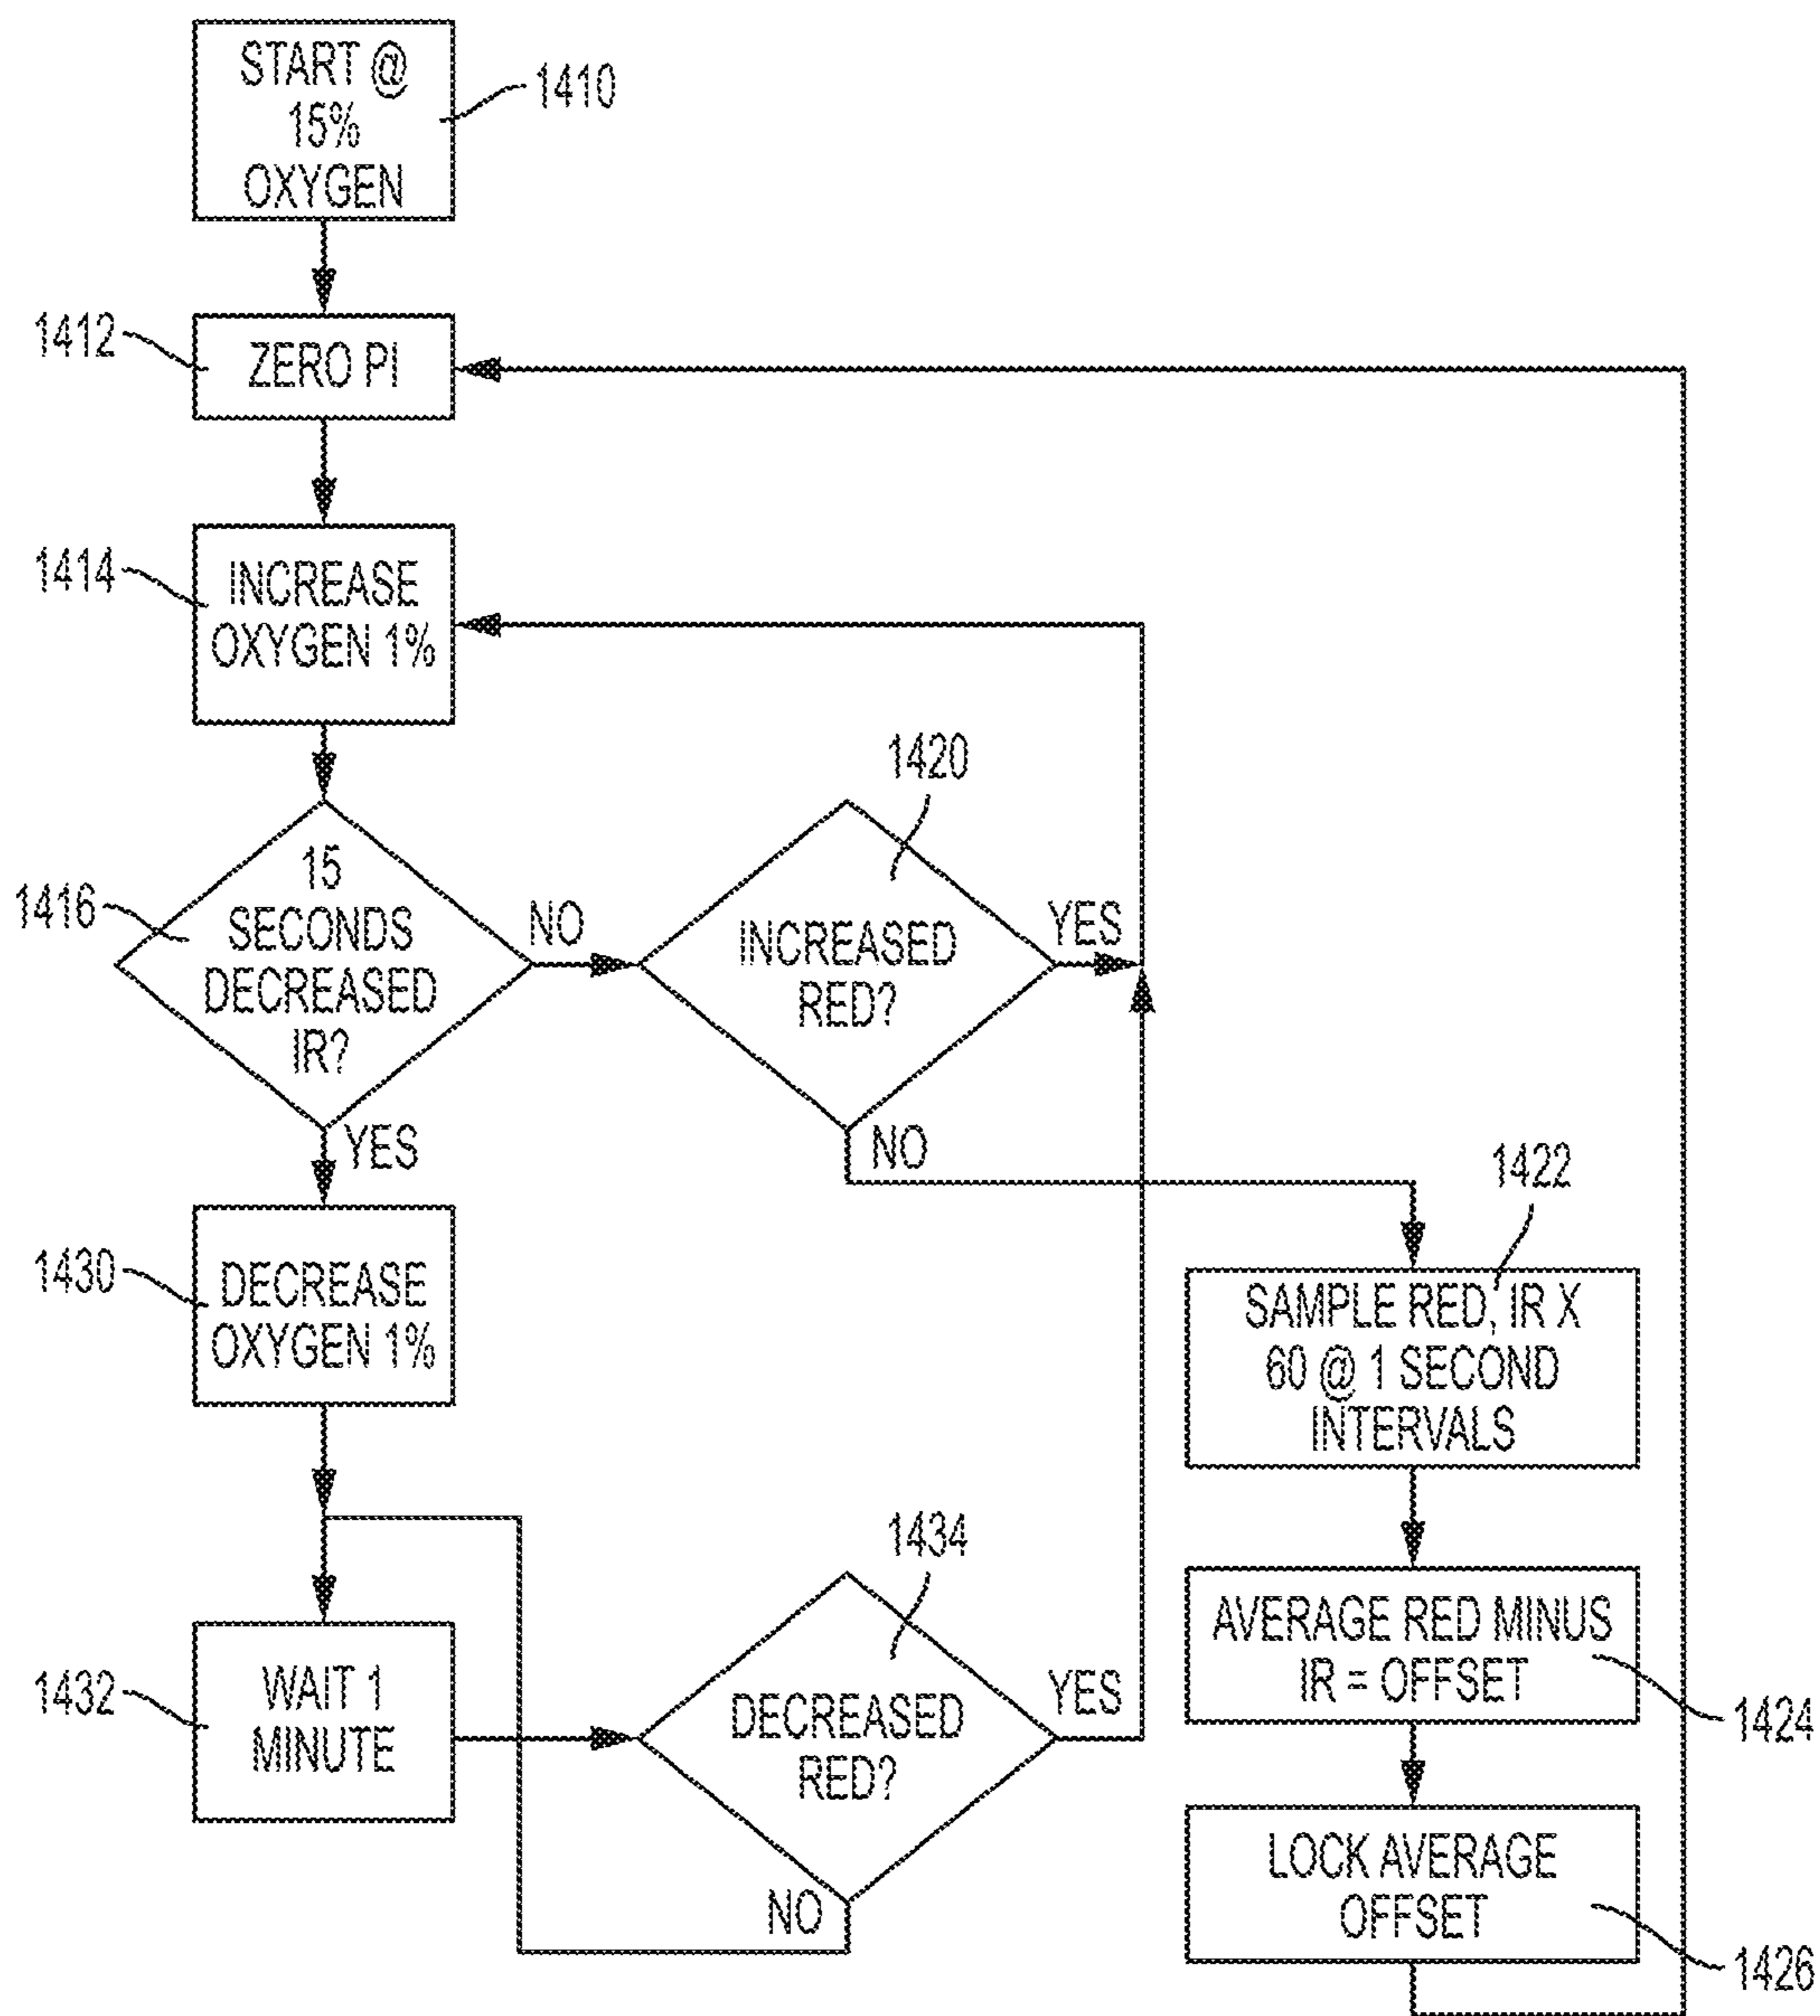 START @
15%
OXYGEN
1410
1412
ZERO PI
1414
INCREASE
OXYGEN 1%
1420
1416
15
SECONDS
DECREASED
IR?
NO
INCREASED
RED?
YES
YES
NO
1422
1430
DECREASE
OXYGEN 1%
SAMPLE RED, IR X
60 @ 1 SECOND
INTERVALS
1434
1432
WAIT 1
MINUTE
DECREASED
RED?
YES
NO
AVERAGE RED MINUS
IR = OFFSET
1424
LOCK AVERAGE
OFFSET
1426